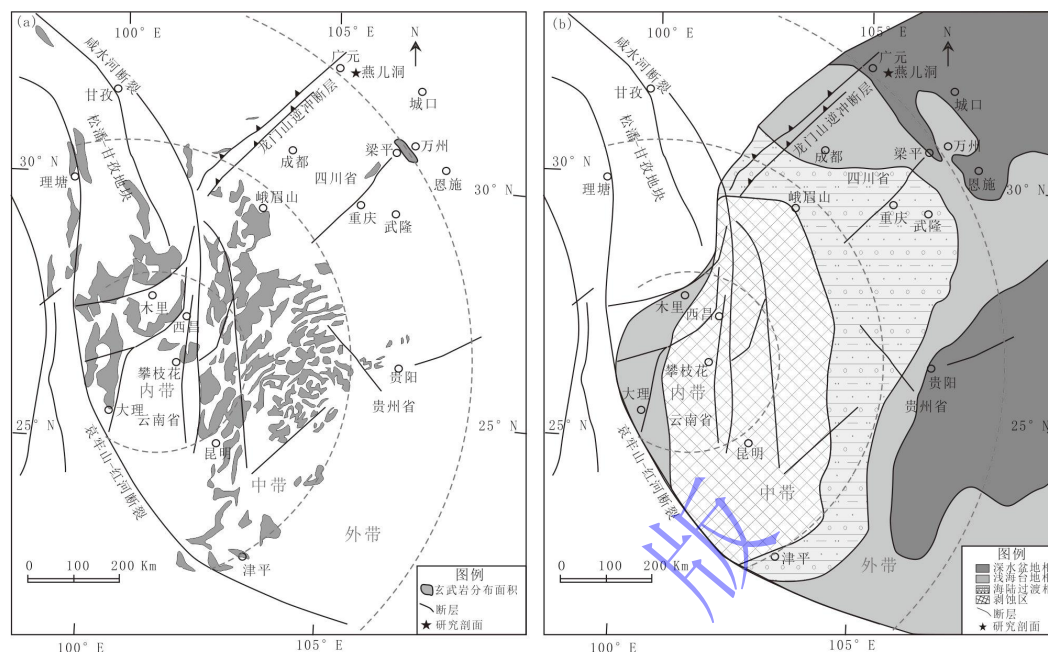 (a)
100° E
105° E
N
咸水河断裂
甘孜
广元
燕儿洞
城口
松潘-甘孜地块
龙门山逆冲断层
成都
梁平
万州
30° N
理塘
四川省
恩施
30° N
峨眉山
重庆
武隆
木里
西昌
攀枝花
内带
贵阳
大理
云南省
贵州省
25° N
25° N
昆明
哀牢山-红河断裂
中带
外带
津平
0
200 Km
图例
玄武岩分布面积
断层
研究剖面
100° E
105° E
(b)
100° E
105° E
N
咸水河断裂
甘孜
广元
燕儿洞
城口
松潘-甘孜地块
龙门山逆冲断层
成都
梁平
万州
30° N
理塘
四川省
恩施
30° N
峨眉山
重庆
武隆
木里
西昌
攀枝花
内带
贵阳
大理
云南省
贵州省
25° N
25° N
昆明
哀牢山-红河断裂
中带
外带
津平
0
200 Km
图例
深水盆地相
浅海台地相
海陆过渡相
剥蚀区
断层
研究剖面
100° E
105° E
版